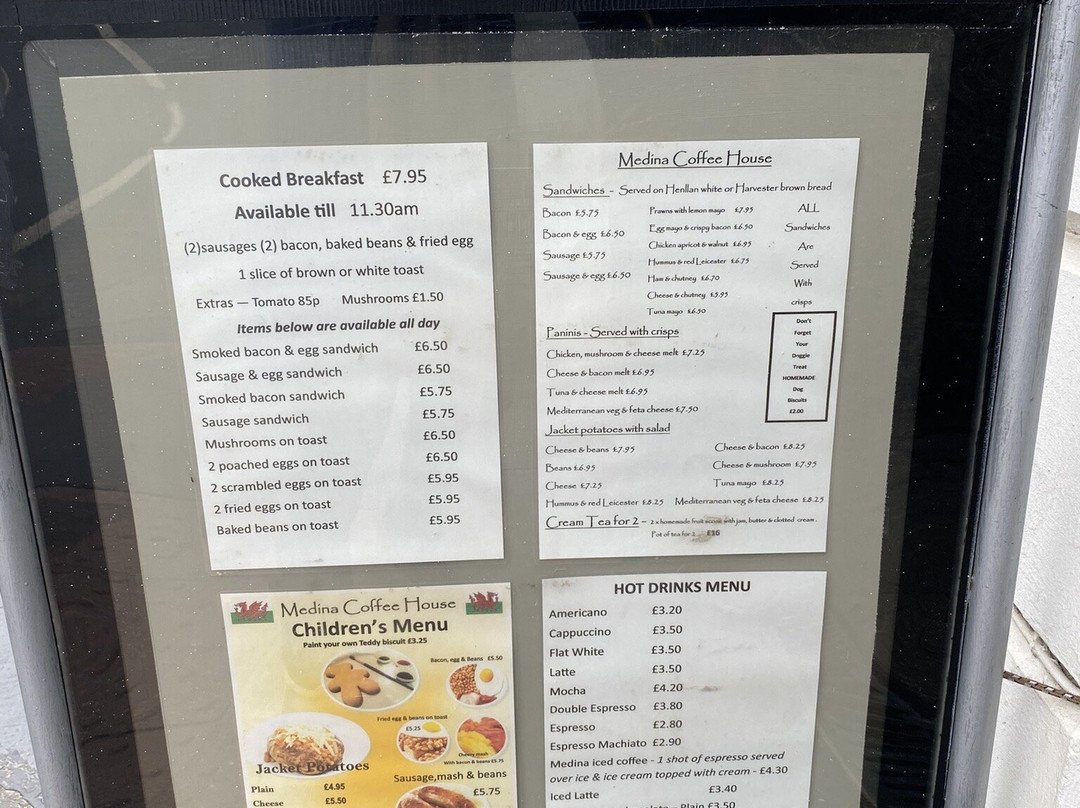 Cooked Breakfast £7.95
Available till 11.30am
(2)sausages (2) bacon, baked beans & fried egg
1 slice of brown or white toast
Extras — Tomato 85p Mushrooms £1.50
Items below are available all day
Smoked bacon & egg sandwich £6.50
Sausage & egg sandwich £6.50
Smoked bacon sandwich £5.75
Sausage sandwich £5.75
Mushrooms on toast £6.50
2 poached eggs on toast £6.50
2 scrambled eggs on toast £5.95
2 fried eggs on toast £5.95
Baked beans on toast £5.95
Medina Coffee House
Sandwiches - Served on Henllan white or Harvester brown bread
Bacon £5.75
Bacon & egg £6.50
Sausage £5.75
Sausage & egg £6.50
Prawns with lemon mayo £7.95
Egg mayo & crispy bacon £6.50
Chicken apricot & walnut £6.95
Hummus & red Leicester £6.75
Ham & chutney £6.70
Cheese & chutney £5.95
Tuna mayo £6.50
ALL
Sandwiches
Are
Served
With
crisps
Don't
Forget
Your
Doggie
Treat
HOMEMADE
Dog
Biscuits
£2.00
Paninis - Served with crisps
Chicken, mushroom & cheese melt £7.25
Cheese & bacon melt £6.95
Tuna & cheese melt £6.95
Mediterranean veg & feta cheese £7.50
Jacket potatoes with salad
Cheese & beans £7.95 Cheese & bacon £8.25
Beans £6.95 Cheese & mushroom £7.95
Cheese £7.25 Tuna mayo £8.25
Hummus & red Leicester £8.25 Mediterranean veg & feta cheese £8.25
Cream Tea for 2 - 2 x homemade fruit scones with jam, butter & clotted cream.
Pot of tea for 2... £16
Medina Coffee House
Children's Menu
Paint your own Teddy biscuit £3.25
Bacon, egg & Beans £5.50
Fried egg & beans on toast
£5.25
Cheesy mash
With bacon & beans £5.75
Jacket Potatoes
Plain £4.95
Cheese £5.50
Sausage,mash & beans
£5.75
HOT DRINKS MENU
Americano £3.20
Cappuccino £3.50
Flat White £3.50
Latte £3.50
Mocha £4.20
Double Espresso £3.80
Espresso £2.80
Espresso Machiato £2.90
Medina iced coffee - 1 shot of espresso served
over ice & ice cream topped with cream - £4.30
Iced Latte £3.40
Plain £3.50